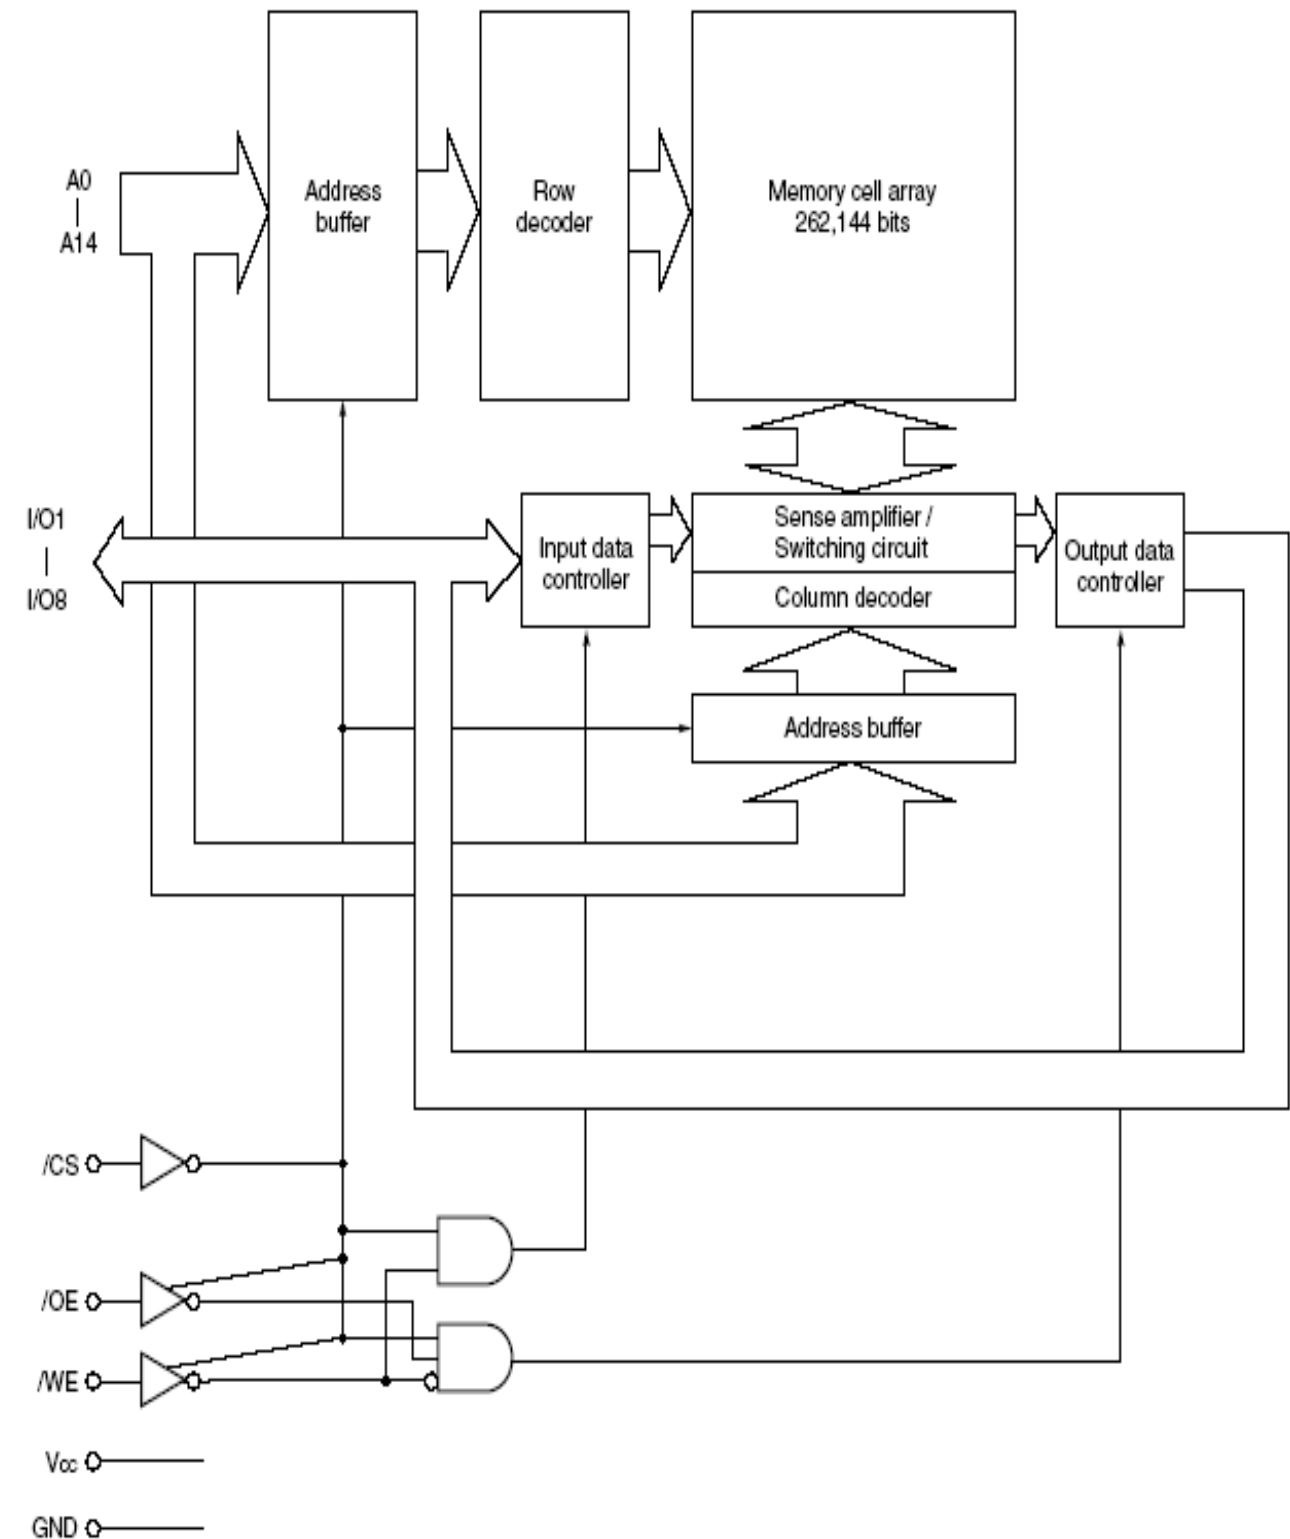 A0
A14
Address
buffer
Row
decoder
Memory cell array
262,144 bits
I/O1
I/O8
Input data
controller
Sense amplifier /
Switching circuit
Column decoder
Output data
controller
Address buffer
/CS
/OE
/WE
Vcc
GND